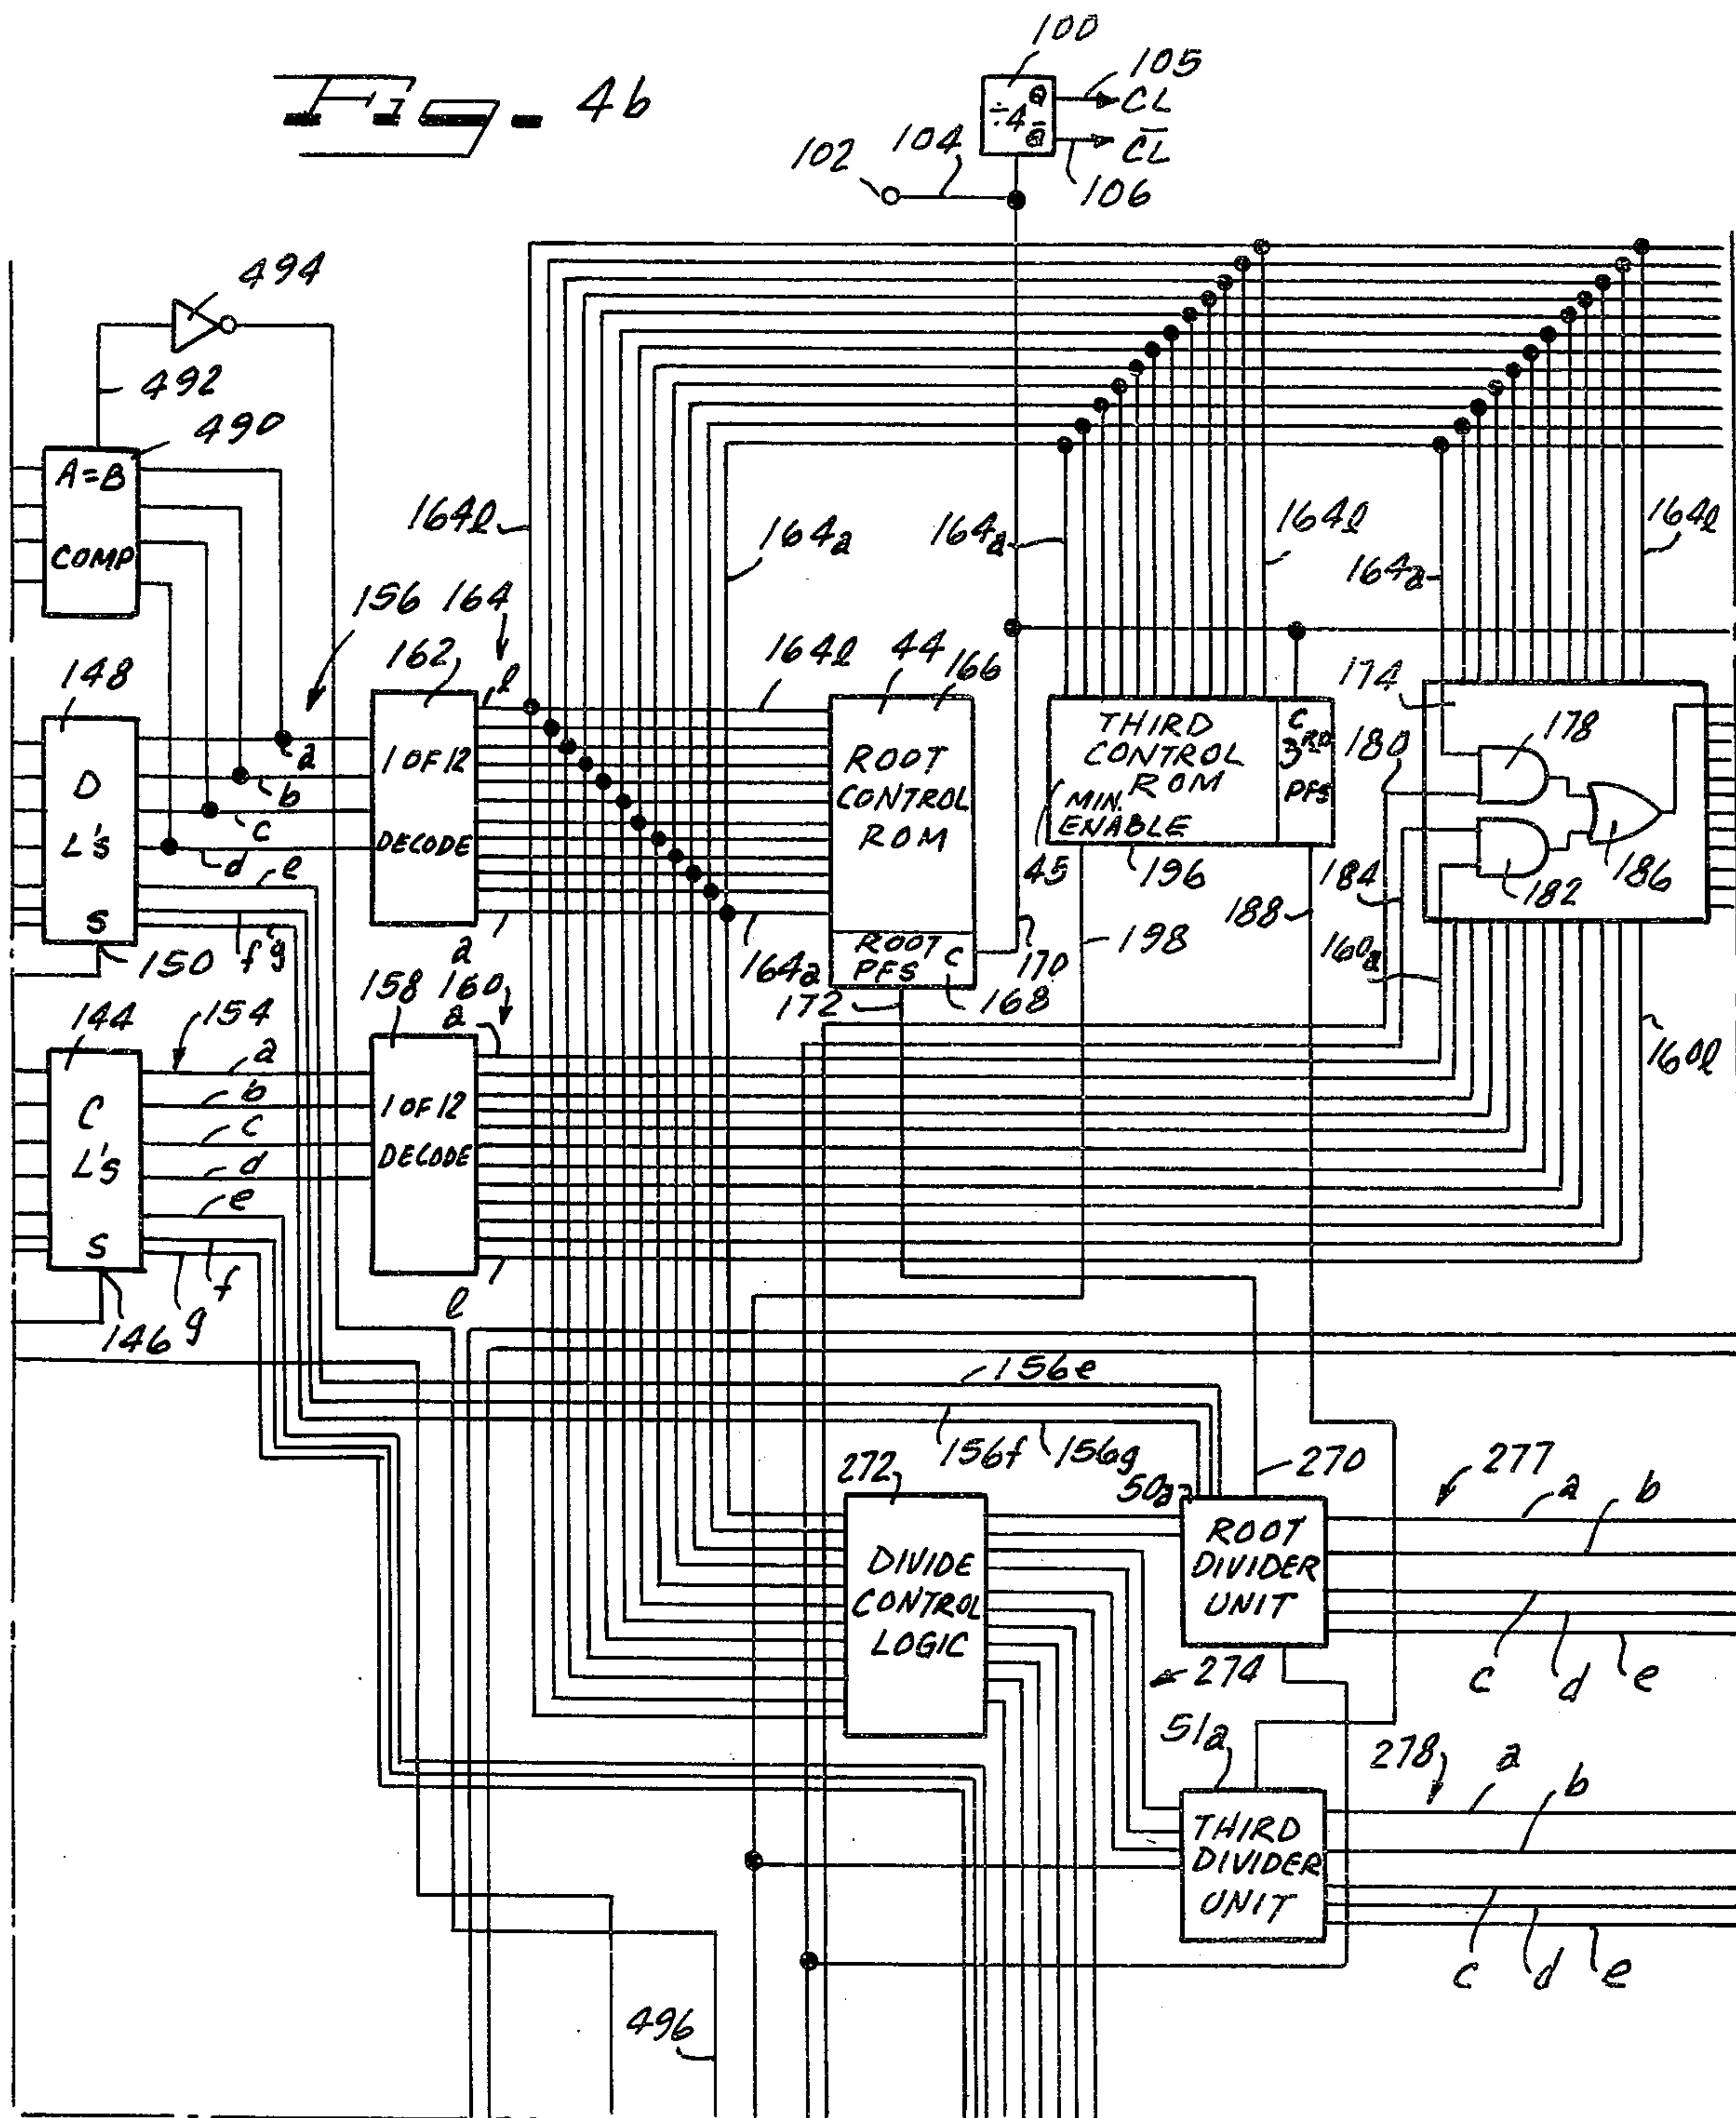 Fig-4b
100
÷4
Q
Q̅
105
CL
C̅L̅
106
102
104
494
492
490
A=B
COMP
164l
164a
164a
164l
164a
164l
156
164
148
162
l
164l
44
166
D
L's
S
a
b
c
d
e
f
g
1 OF 12
DECODE
ROOT
CONTROL
ROM
THIRD
CONTROL
ROM
MIN.
ENABLE
C
3RD
PFS
174
178
180
184
182
186
45
196
198
188
160a
150
a
164a
ROOT
PFS
C
170
172
168
144
154
158
160
a
C
L's
S
a
b
c
d
e
f
g
1 OF 12
DECODE
l
160l
146
156e
156f
156g
272
50a
270
277
a
b
DIVIDE
CONTROL
LOGIC
ROOT
DIVIDER
UNIT
c
d
e
274
51a
278
a
b
THIRD
DIVIDER
UNIT
c
d
e
496